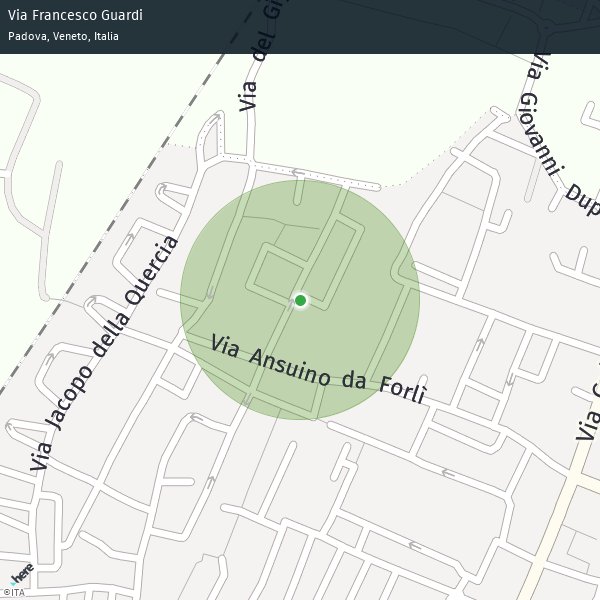 Via Francesco Guardi
Padova, Veneto, Italia
Via del Gi
Via Giovanni Dup
Via Jacopo della Quercia
Via Ansuino da Forlì
Via C
here
©ITA